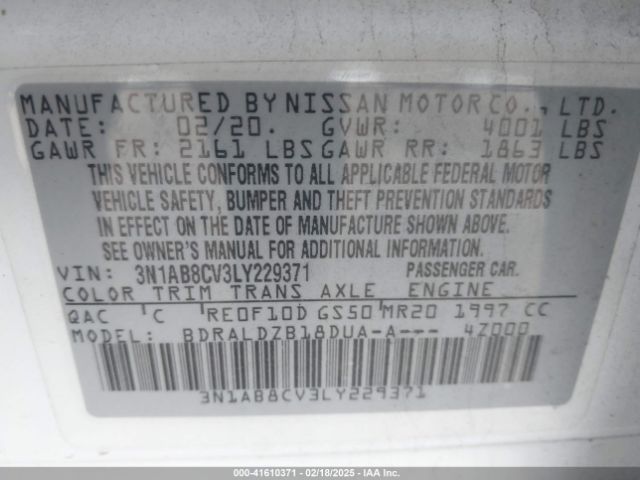 MANUFACTURED BY NISSAN MOTOR CO., LTD.
DATE: 02/20. GVWR: 4001 LBS
GAWR FR: 2161 LBS GAWR RR: 1863 LBS
THIS VEHICLE CONFORMS TO ALL APPLICABLE FEDERAL MOTOR
VEHICLE SAFETY, BUMPER AND THEFT PREVENTION STANDARDS
IN EFFECT ON THE DATE OF MANUFACTURE SHOWN ABOVE.
SEE OWNER'S MANUAL FOR ADDITIONAL INFORMATION.
VIN: 3N1AB8CV3LY229371 PASSENGER CAR.
COLOR TRIM TRANS AXLE ENGINE
QAC C RE0F10D GS50 MR20 1997 CC
MODEL: BDRALDZB18DUA-A--- 4Z000
3N1AB8CV3LY229371
000-41610371 | 02/18/2025 | IAA, Inc.